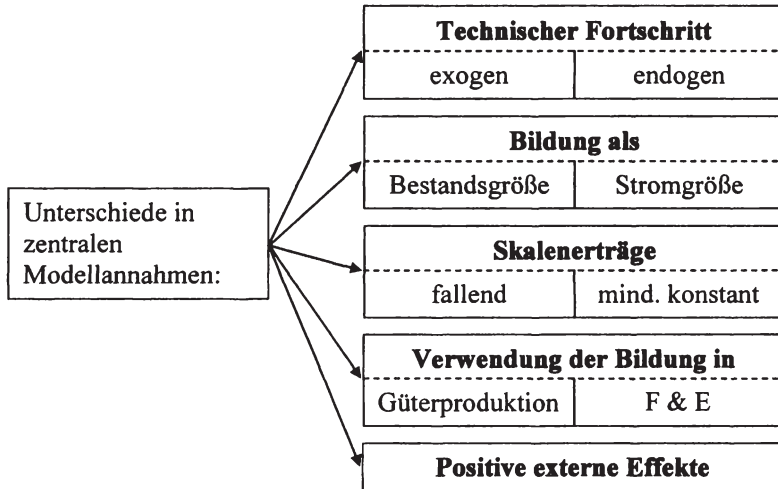 Technischer Fortschritt
exogen endogen
Bildung als
Bestandsgröße Stromgröße
Unterschiede in
zentralen
Modellannahmen:
Skalenerträge
fallend mind. konstant
Verwendung der Bildung in
Güterproduktion F & E
Positive externe Effekte